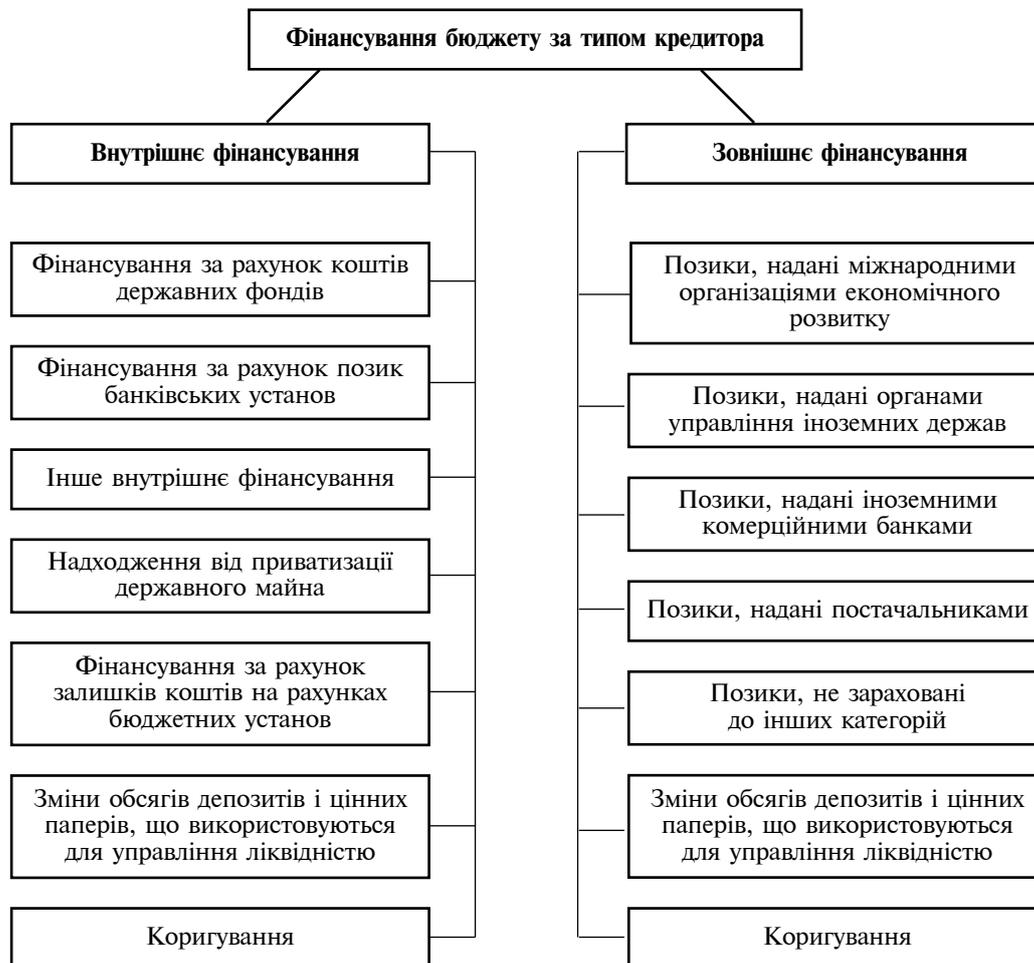 Фінансування бюджету за типом кредитора
Внутрішнє фінансування
Фінансування за рахунок коштів
державних фондів
Фінансування за рахунок позик
банківських установ
Інше внутрішнє фінансування
Надходження від приватизації
державного майна
Фінансування за рахунок
залишків коштів на рахунках
бюджетних установ
Зміни обсягів депозитів і цінних
паперів, що використовуються
для управління ліквідністю
Коригування
Зовнішнє фінансування
Позики, надані міжнародними
організаціями економічного
розвитку
Позики, надані органами
управління іноземних держав
Позики, надані іноземними
комерційними банками
Позики, надані постачальниками
Позики, не зараховані
до інших категорій
Зміни обсягів депозитів і цінних
паперів, що використовуються
для управління ліквідністю
Коригування